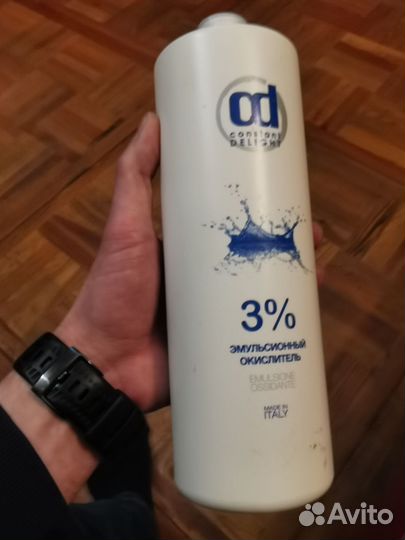 cd
constant
DELIGHT
3%
ЭМУЛЬСИОННЫЙ
ОКИСЛИТЕЛЬ
EMULSIONE
OSSIDANTE
MADE IN
ITALY
Avito